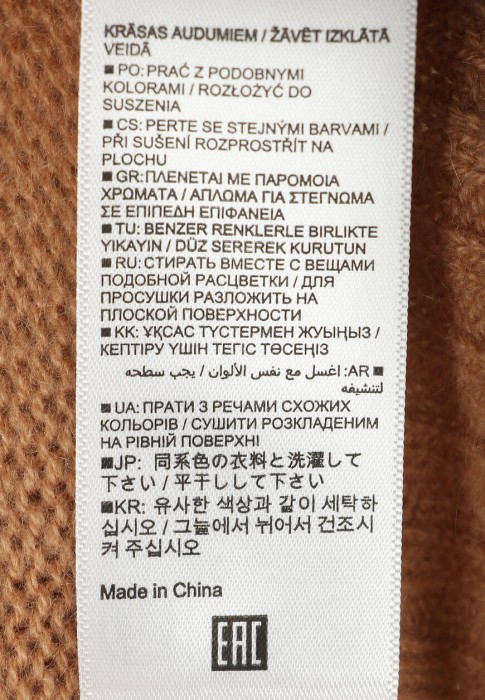 KRĀSAS AUDUMIEM / ŽĀVĒT IZKLĀTĀ
VEIDĀ
■ PO: PRAĆ Z PODOBNYMI
KOLORAMI / ROZŁOŻYĆ DO
SUSZENIA
■ CS: PERTE SE STEJNÝMI BARVAMI /
PŘI SUŠENÍ ROZPROSTŘÍT NA
PLOCHU
■ GR: ΠΛΕΝΕΤΑΙ ΜΕ ΠΑΡΟΜΟΙΑ
ΧΡΩΜΑΤΑ / ΑΠΛΩΜΑ ΓΙΑ ΣΤΕΓΝΩΜΑ
ΣΕ ΕΠΙΠΕΔΗ ΕΠΙΦΑΝΕΙΑ
■ TU: BENZER RENKLERLE BIRLIKTE
YIKAYIN / DÜZ SEREREK KURUTUN
■ RU: СТИРАТЬ ВМЕСТЕ С ВЕЩАМИ
ПОДОБНОЙ РАСЦВЕТКИ / ДЛЯ
ПРОСУШКИ РАЗЛОЖИТЬ НА
ПЛОСКОЙ ПОВЕРХНОСТИ
■ KK: ҰҚСАС ТҮСТЕРМЕН ЖУЫҢЫЗ /
КЕПТІРУ ҮШІН ТЕГІС ТӨСЕҢІЗ
■ AR: اغسل مع نفس الألوان / يجب سطحه
لتنشيفه
■ UA: ПРАТИ З РЕЧАМИ СХОЖИХ
КОЛЬОРІВ / СУШИТИ РОЗКЛАДЕНИМ
НА РІВНІЙ ПОВЕРХНІ
■JP: 同系色の衣料と洗濯して
下さい / 平干しして下さい
■KR: 유사한 색상과 같이 세탁하
십시오 / 그늘에서 뉘어서 건조시
켜 주십시오
Made in China
EAC